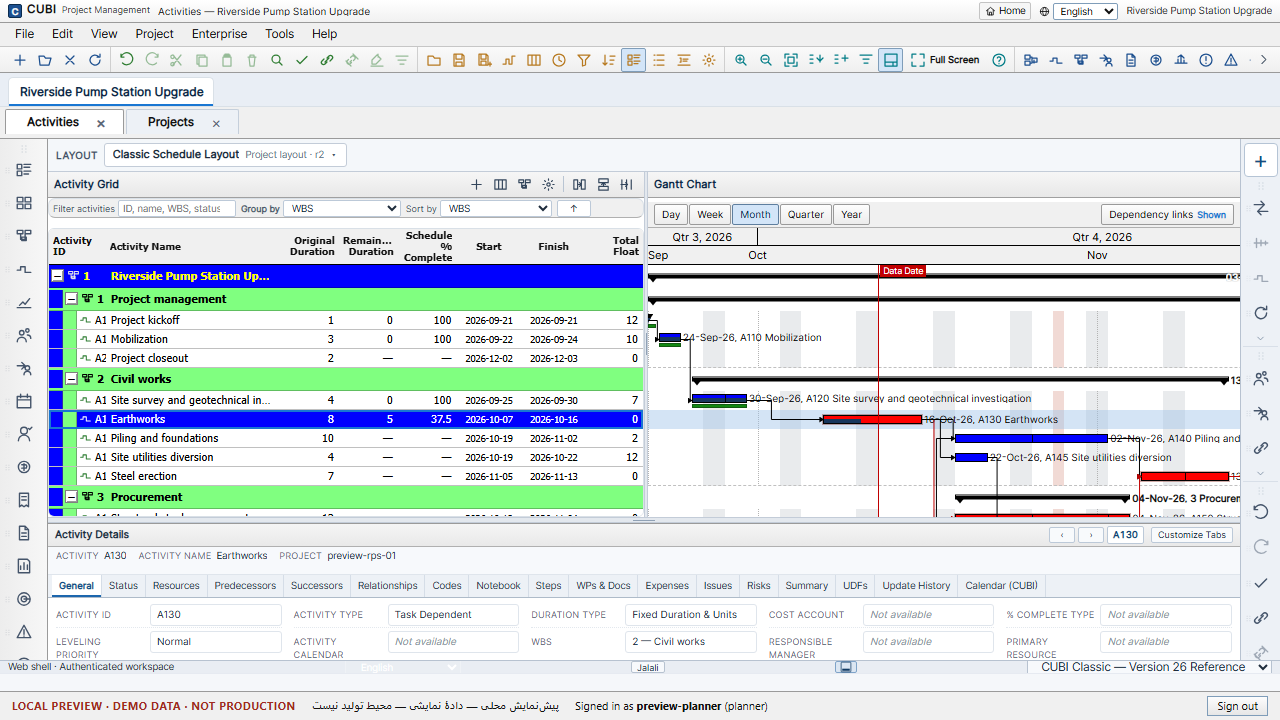 C CUBI Project Management Activities — Riverside Pump Station Upgrade Home English Riverside Pump Station Upgrade
File Edit View Project Enterprise Tools Help
Full Screen
Riverside Pump Station Upgrade
Activities × Projects ×
LAYOUT Classic Schedule Layout Project layout · r2
Activity Grid
Filter activities ID, name, WBS, status Group by WBS Sort by WBS ↑
Activity ID Activity Name Original Duration Remain... Duration Schedule % Complete Start Finish Total Float
1 Riverside Pump Station Up...
1 Project management
A1 Project kickoff 1 0 100 2026-09-21 2026-09-21 12
A1 Mobilization 3 0 100 2026-09-22 2026-09-24 10
A2 Project closeout 2 — — 2026-12-02 2026-12-03 0
2 Civil works
A1 Site survey and geotechnical in... 4 0 100 2026-09-25 2026-09-30 7
A1 Earthworks 8 5 37.5 2026-10-07 2026-10-16 0
A1 Piling and foundations 10 — — 2026-10-19 2026-11-02 2
A1 Site utilities diversion 4 — — 2026-10-19 2026-10-22 12
A1 Steel erection 7 — — 2026-11-05 2026-11-13 0
3 Procurement
Gantt Chart
Day Week Month Quarter Year Dependency links Shown
Qtr 3, 2026 Qtr 4, 2026
Sep Oct Nov
Data Date
24-Sep-26, A110 Mobilization
30-Sep-26, A120 Site survey and geotechnical investigation
16-Oct-26, A130 Earthworks
02-Nov-26, A140 Piling and
22-Oct-26, A145 Site utilities diversion
04-Nov-26, 3 Procurem
Activity Details ‹ › A130 Customize Tabs
ACTIVITY A130 ACTIVITY NAME Earthworks PROJECT preview-rps-01
General Status Resources Predecessors Successors Relationships Codes Notebook Steps WPs & Docs Expenses Issues Risks Summary UDFs Update History Calendar (CUBI)
ACTIVITY ID A130 ACTIVITY TYPE Task Dependent DURATION TYPE Fixed Duration & Units COST ACCOUNT Not available % COMPLETE TYPE Not available
LEVELING PRIORITY Normal ACTIVITY CALENDAR Not available WBS 2 — Civil works RESPONSIBLE MANAGER Not available PRIMARY RESOURCE Not available
Web shell · Authenticated workspace English Jalali CUBI Classic — Version 26 Reference
LOCAL PREVIEW · DEMO DATA · NOT PRODUCTION پیش‌نمایش محلی — دادهٔ نمایشی — محیط تولید نیست Signed in as preview-planner (planner) Sign out